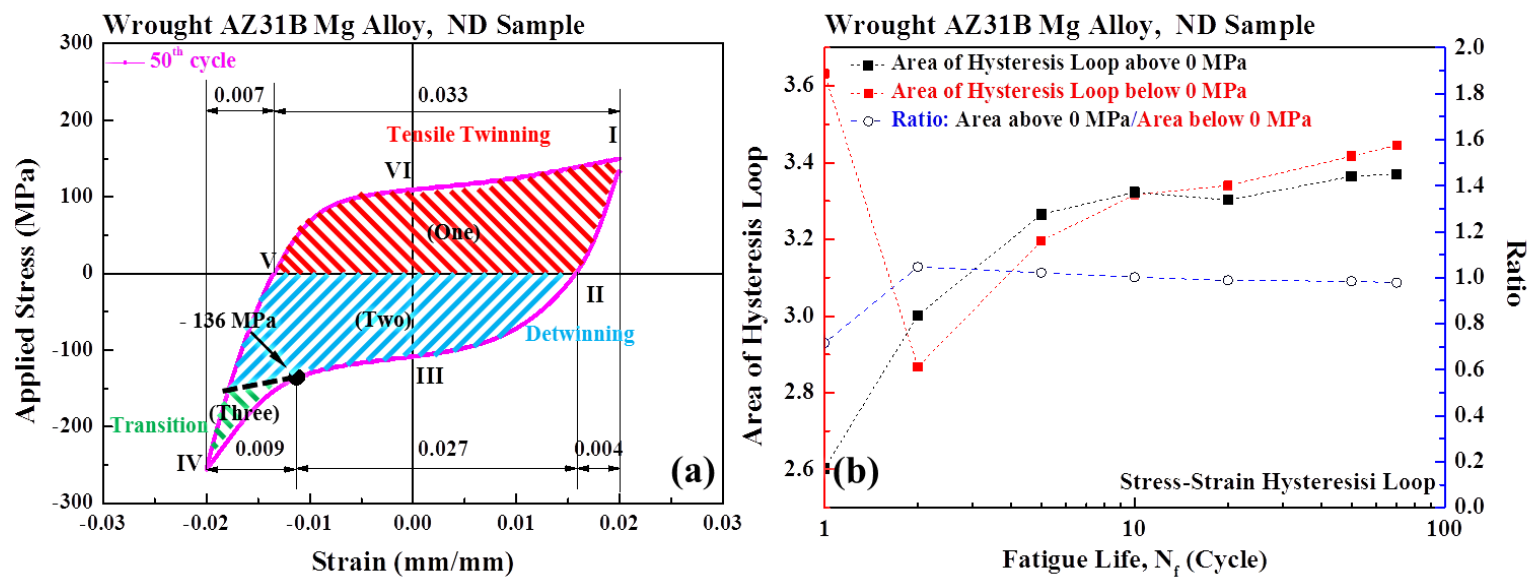 Wrought AZ31B Mg Alloy, ND Sample
300
50th cycle
0.007
0.033
Tensile Twinning
I
200
VI
100
(One)
V
0
II
(Two)
- 136 MPa
Detwinning
-100
III
(Three)
Transition
-200
0.009
0.027
0.004
IV
(a)
-300
-0.03
-0.02
-0.01
0.00
0.01
0.02
0.03
Applied Stress (MPa)
Strain (mm/mm)
Wrought AZ31B Mg Alloy, ND Sample
Area of Hysteresis Loop above 0 MPa
Area of Hysteresis Loop below 0 MPa
Ratio: Area above 0 MPa/Area below 0 MPa
3.6
3.4
3.2
3.0
2.8
2.6
Area of Hysteresis Loop
2.0
1.8
1.6
1.4
1.2
1.0
0.8
0.6
0.4
0.2
0.0
Ratio
(b)
Stress-Strain Hysteresisi Loop
1
10
100
Fatigue Life, Nf (Cycle)